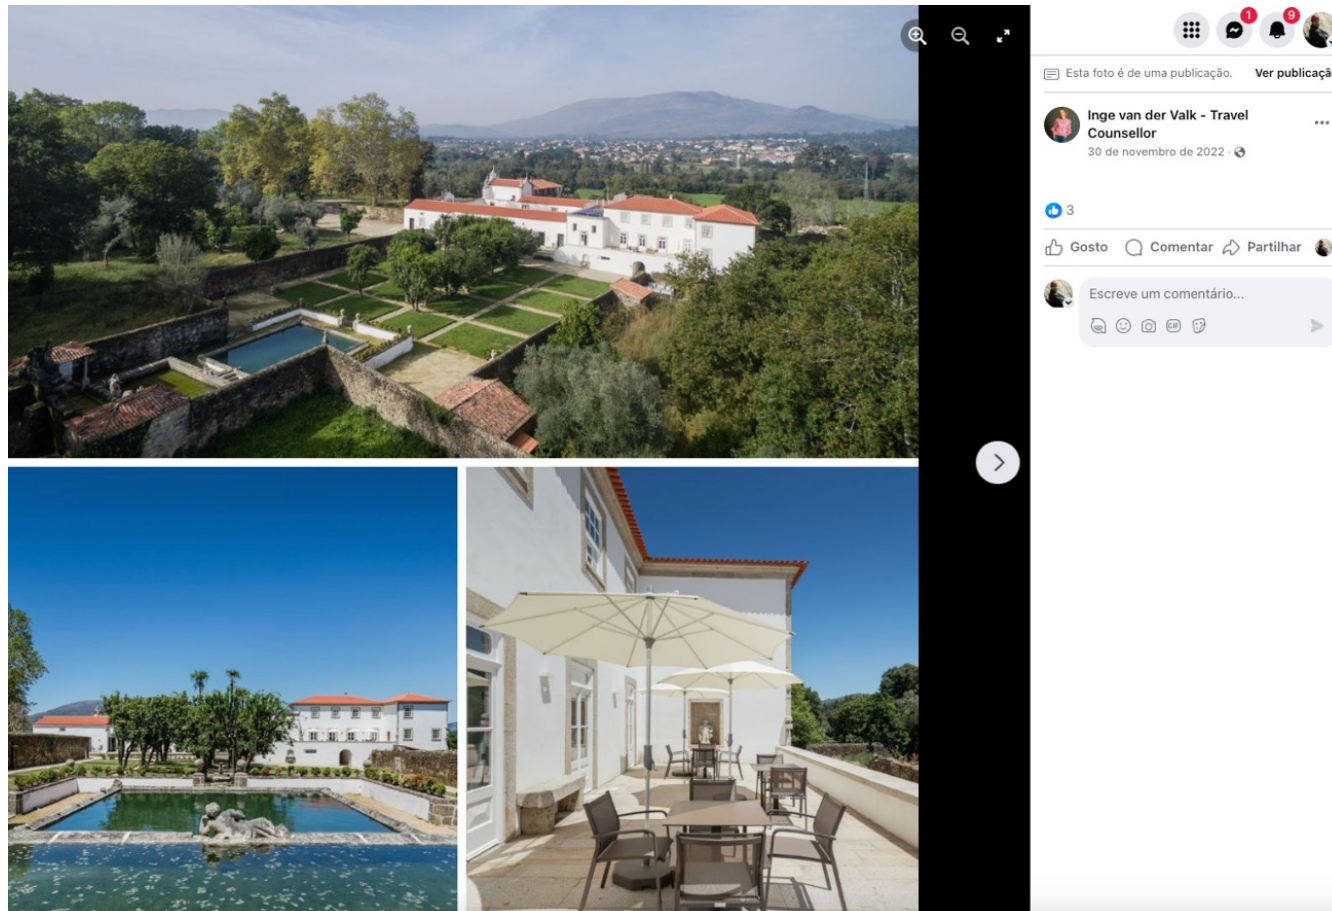 1
9
Esta foto é de uma publicação. Ver publicaçã
Inge van der Valk - Travel
Counsellor
30 de novembro de 2022 ·
3
Gosto Comentar Partilhar
Escreve um comentário...
GIF